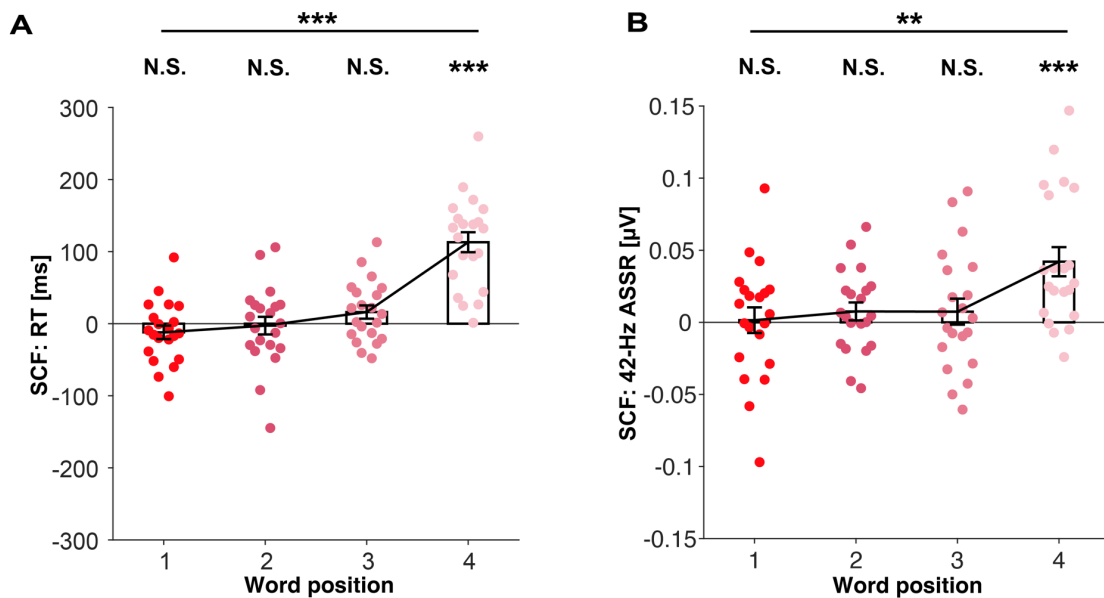 A
***
N.S. N.S. N.S. ***
300
200
100
0
-100
-200
-300
SCF: RT [ms]
1 2 3 4
Word position
B
**
N.S. N.S. N.S. ***
0.15
0.1
0.05
0
-0.05
-0.1
-0.15
SCF: 42-Hz ASSR [µV]
1 2 3 4
Word position